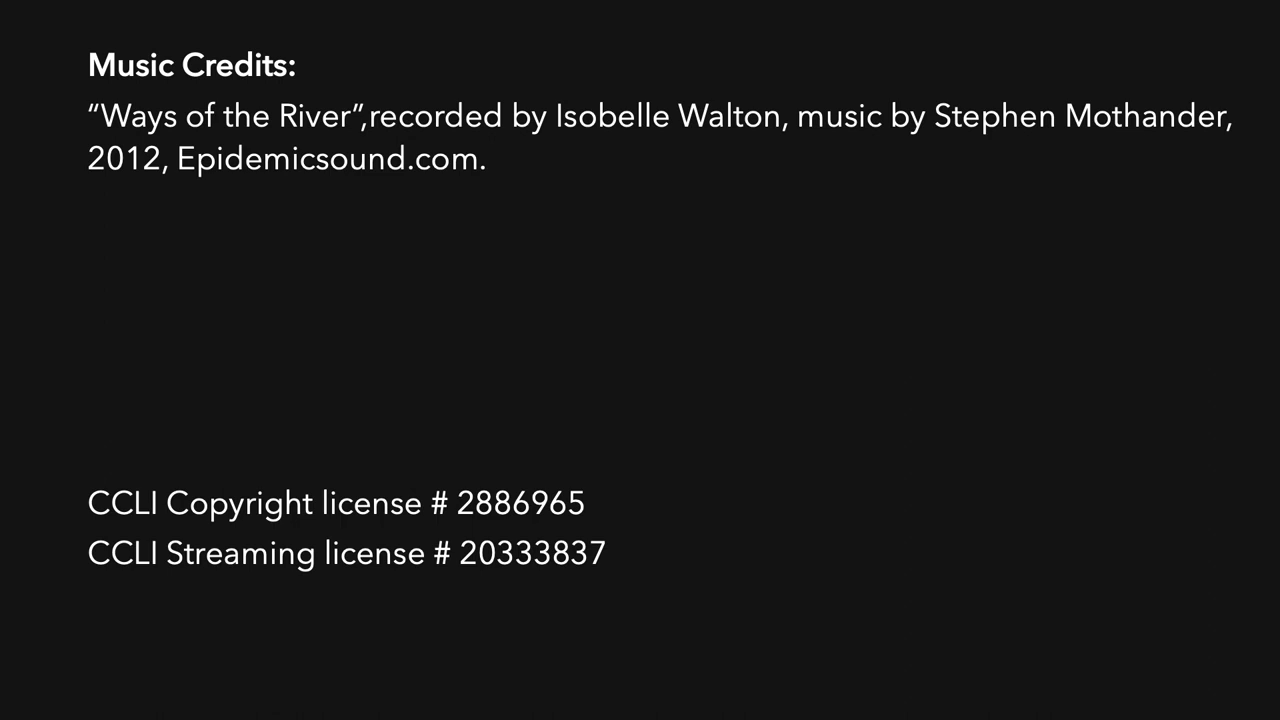 Music Credits:
“Ways of the River”,recorded by Isobelle Walton, music by Stephen Mothander,
2012, Epidemicsound.com.
CCLI Copyright license # 2886965
CCLI Streaming license # 20333837